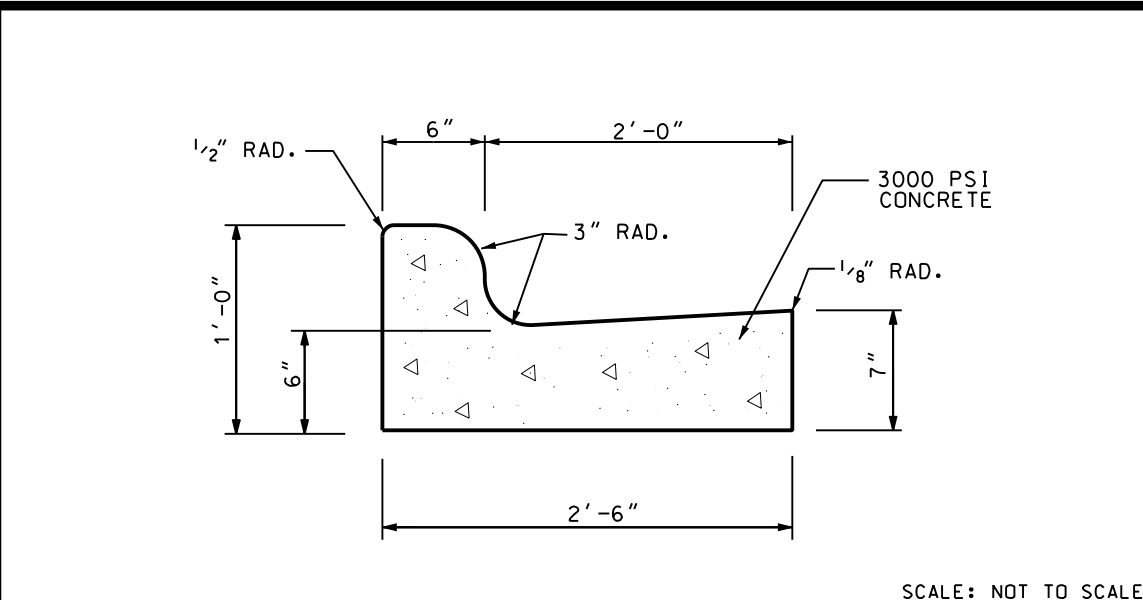 6" 2'-0"
1/2" RAD.
3000 PSI
CONCRETE
3" RAD.
1/8" RAD.
1'-0"
6"
7"
2'-6"
SCALE: NOT TO SCALE